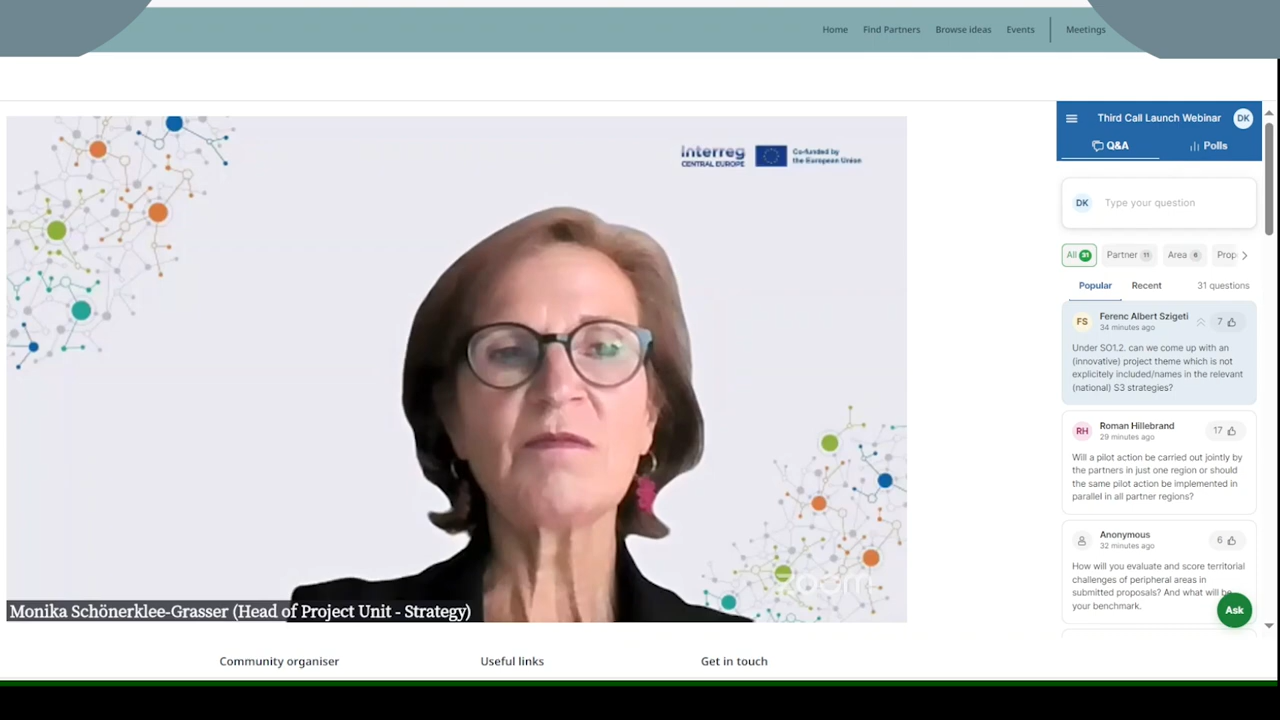 Home Find Partners Browse ideas Events Meetings
Interreg
CENTRAL EUROPE
Co-funded by
the European Union
zoom
Monika Schönerklee-Grasser (Head of Project Unit - Strategy)
Third Call Launch Webinar DK
Q&A Polls
DK Type your question
All 31 Partner 11 Area 6 Prop
Popular Recent 31 questions
FS Ferenc Albert Szigeti 7
34 minutes ago
Under SO1.2. can we come up with an
(innovative) project theme which is not
explicitely included/names in the relevant
(national) S3 strategies?
RH Roman Hillebrand 17
29 minutes ago
Will a pilot action be carried out jointly by
the partners in just one region or should
the same pilot action be implemented in
parallel in all partner regions?
Anonymous 6
32 minutes ago
How will you evaluate and score territorial
challenges of peripheral areas in
submitted proposals? And what will be
your benchmark.
Ask
Community organiser Useful links Get in touch